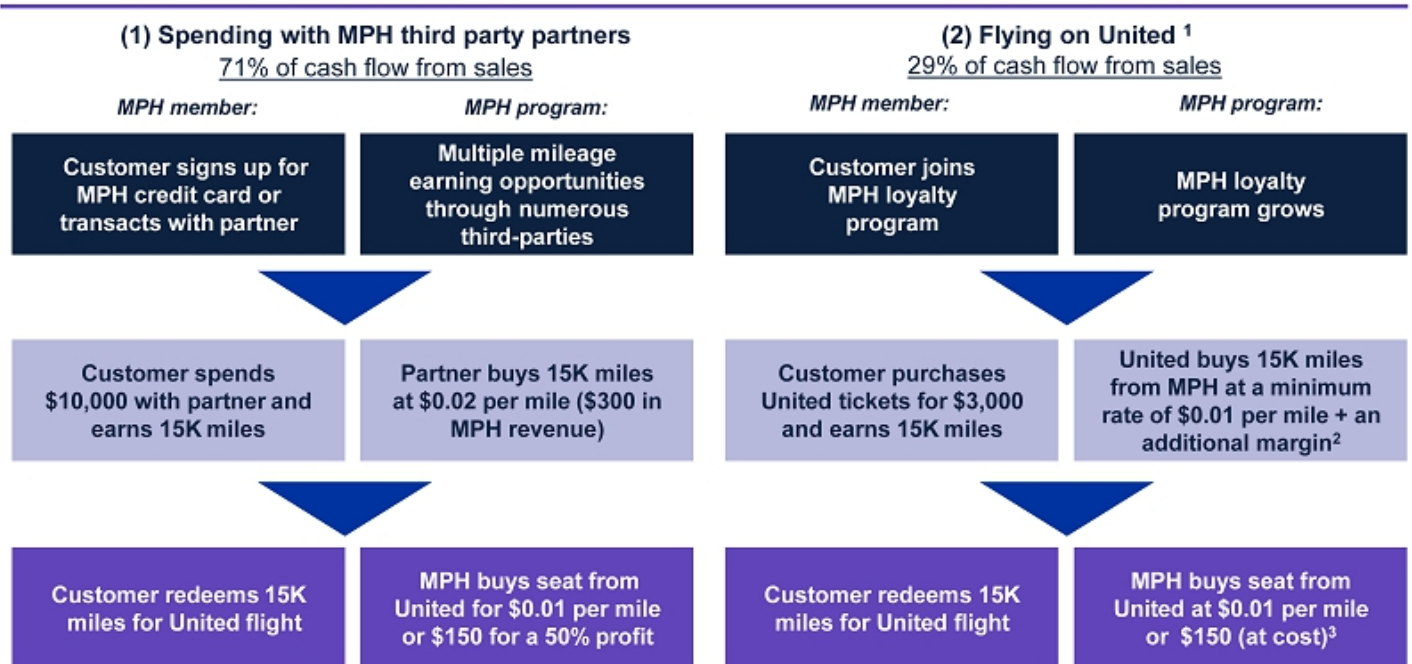 (1) Spending with MPH third party partners
71% of cash flow from sales
MPH member:
MPH program:
Customer signs up for
MPH credit card or
transacts with partner
Multiple mileage
earning opportunities
through numerous
third-parties
Customer spends
$10,000 with partner and
earns 15K miles
Partner buys 15K miles
at $0.02 per mile ($300 in
MPH revenue)
Customer redeems 15K
miles for United flight
MPH buys seat from
United for $0.01 per mile
or $150 for a 50% profit
(2) Flying on United ¹
29% of cash flow from sales
MPH member:
MPH program:
Customer joins
MPH loyalty
program
MPH loyalty
program grows
Customer purchases
United tickets for $3,000
and earns 15K miles
United buys 15K miles
from MPH at a minimum
rate of $0.01 per mile + an
additional margin²
Customer redeems 15K
miles for United flight
MPH buys seat from
United at $0.01 per mile
or $150 (at cost)³